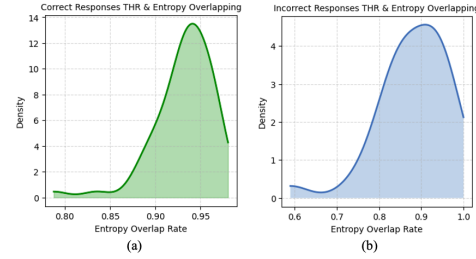 Correct Responses THR & Entropy Overlapping
14
12
10
8
6
4
2
0
Density
0.80 0.85 0.90 0.95
Entropy Overlap Rate
(a)
Incorrect Responses THR & Entropy Overlapping
4
3
2
1
0
Density
0.6 0.7 0.8 0.9 1.0
Entropy Overlap Rate
(b)